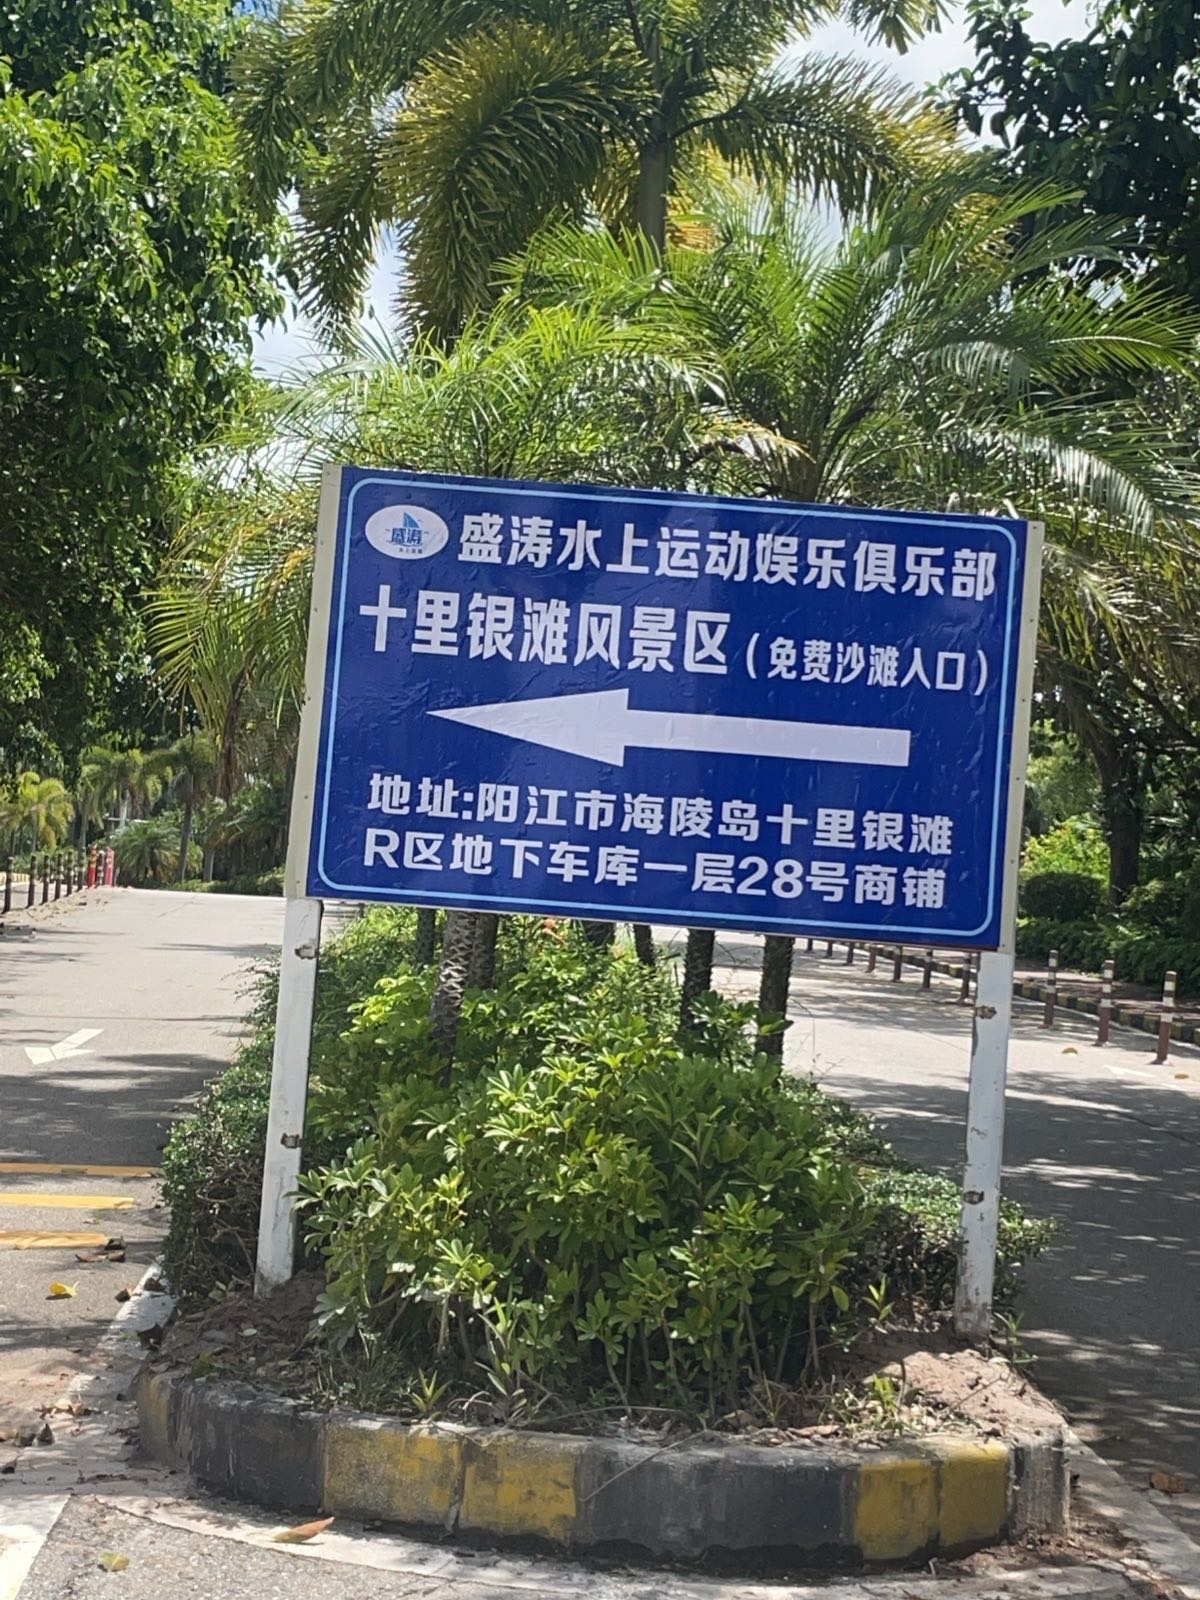 盛涛
盛涛水上运动娱乐俱乐部
十里银滩风景区（免费沙滩入口）
地址:阳江市海陵岛十里银滩
R区地下车库一层28号商铺